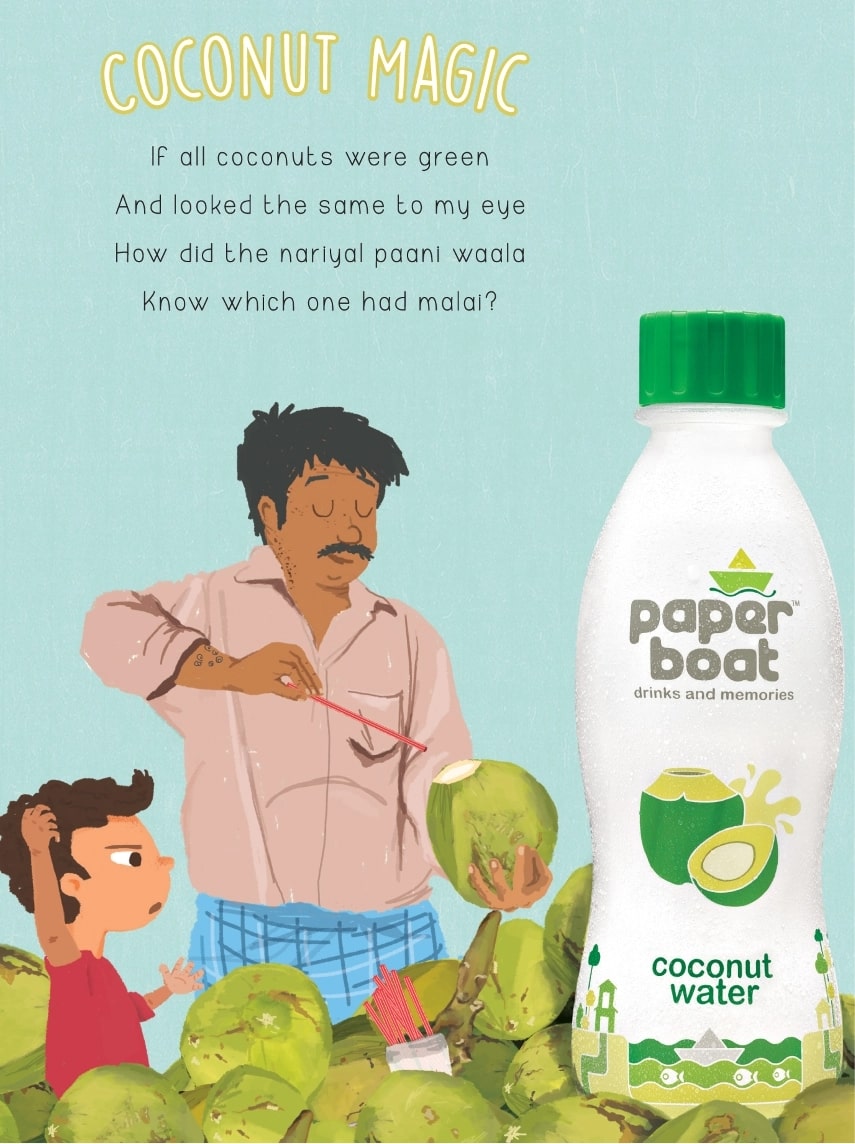 COCONUT MAGIC
If all coconuts were green
And looked the same to my eye
How did the nariyal paani waala
Know which one had malai?
paper
boat™
drinks and memories
coconut
water